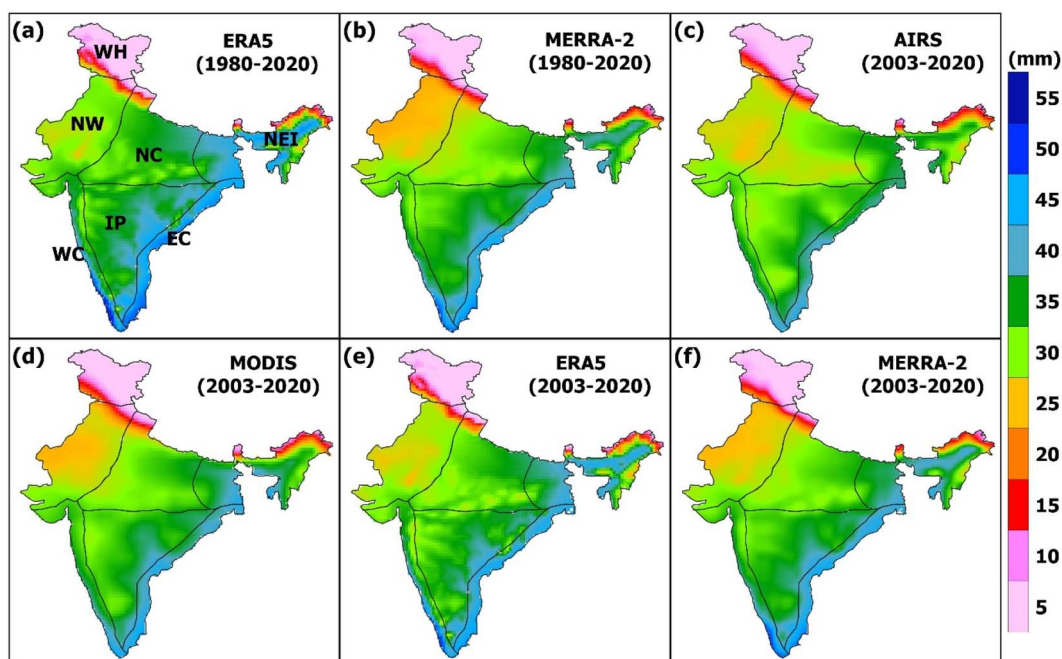 (a)
ERA5
(1980-2020)
WH
NW
NC
NEI
IP
WC
EC
(b)
MERRA-2
(1980-2020)
(c)
AIRS
(2003-2020)
(d)
MODIS
(2003-2020)
(e)
ERA5
(2003-2020)
(f)
MERRA-2
(2003-2020)
(mm)
55
50
45
40
35
30
25
20
15
10
5